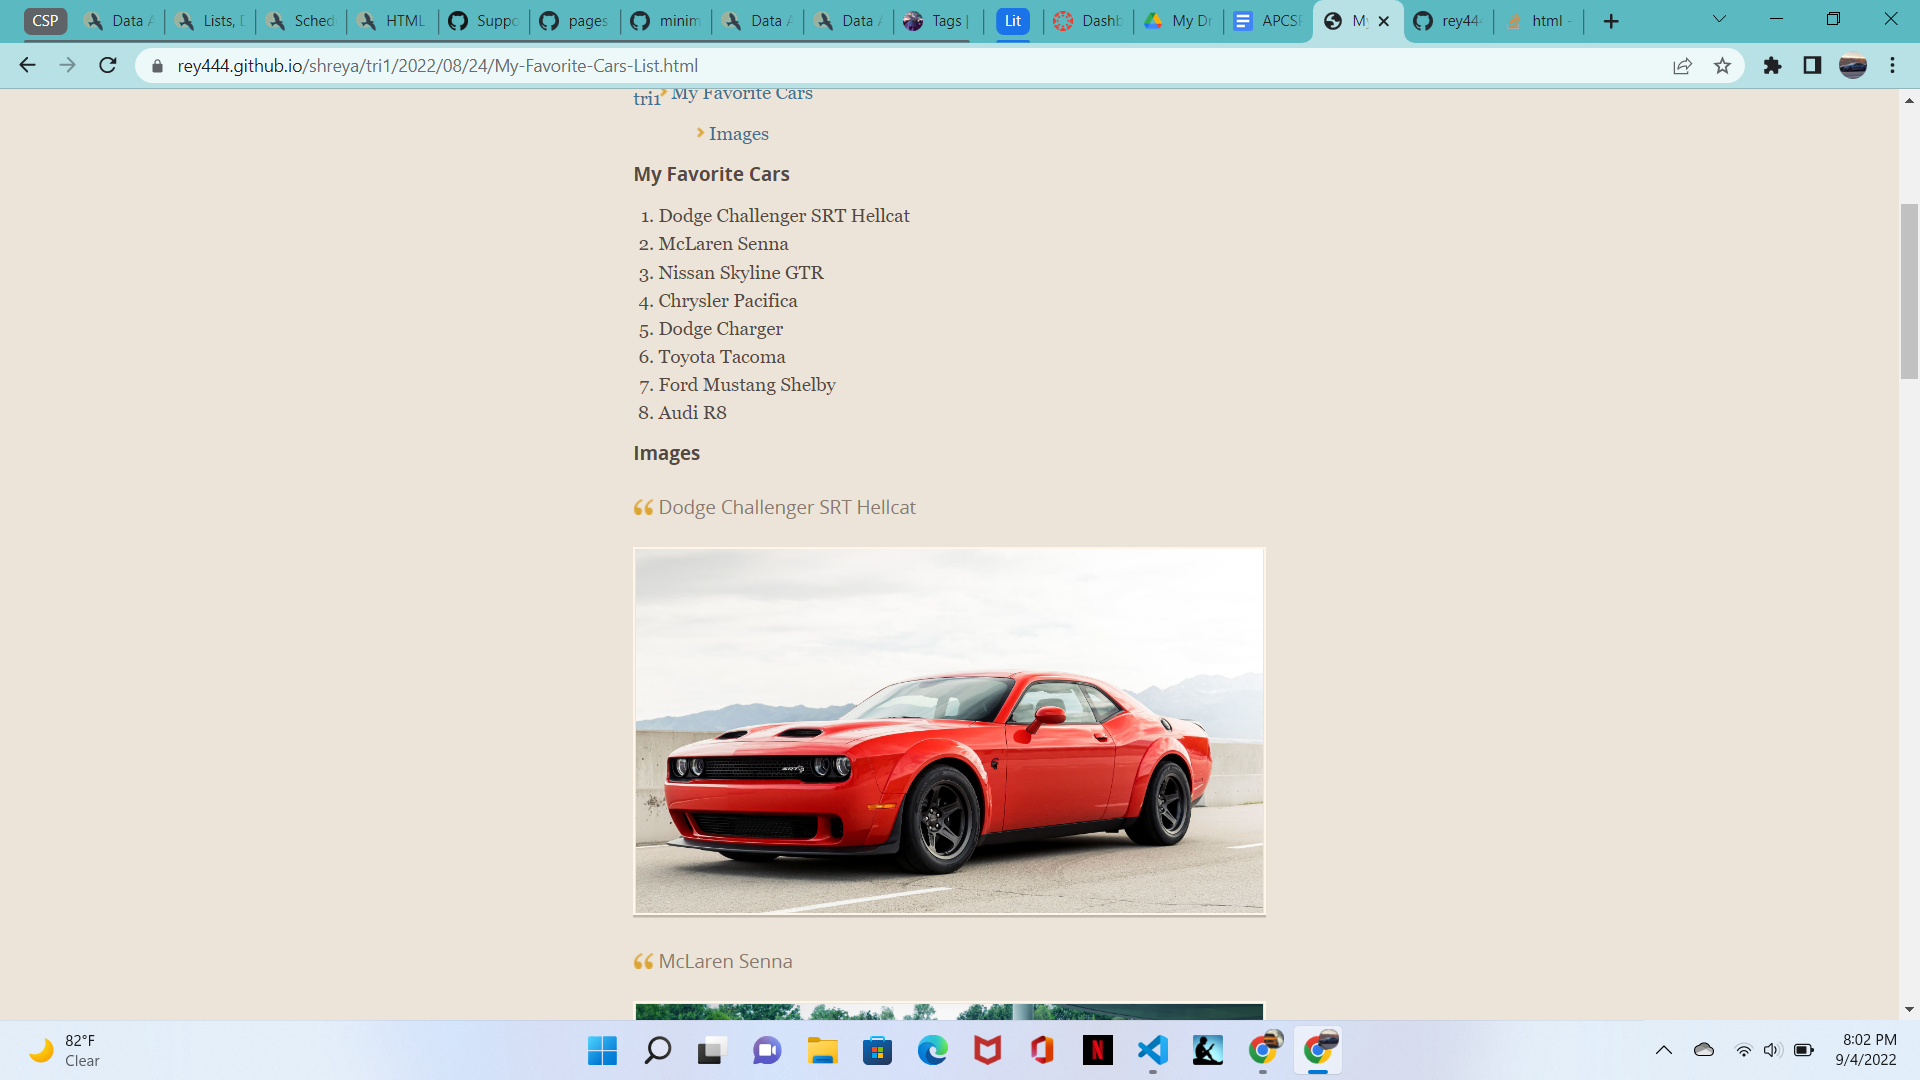 CSP
Data A
Lists, D
Sched
HTML
Suppo
pages
minim
Data A
Data A
Tags |
Lit
Dashb
My Dr
APCSP
My
rey444
html -
rey444.github.io/shreya/tri1/2022/08/24/My-Favorite-Cars-List.html
tri1
My Favorite Cars
Images
My Favorite Cars
1. Dodge Challenger SRT Hellcat
2. McLaren Senna
3. Nissan Skyline GTR
4. Chrysler Pacifica
5. Dodge Charger
6. Toyota Tacoma
7. Ford Mustang Shelby
8. Audi R8
Images
Dodge Challenger SRT Hellcat
SRT
McLaren Senna
82°F
Clear
8:02 PM
9/4/2022